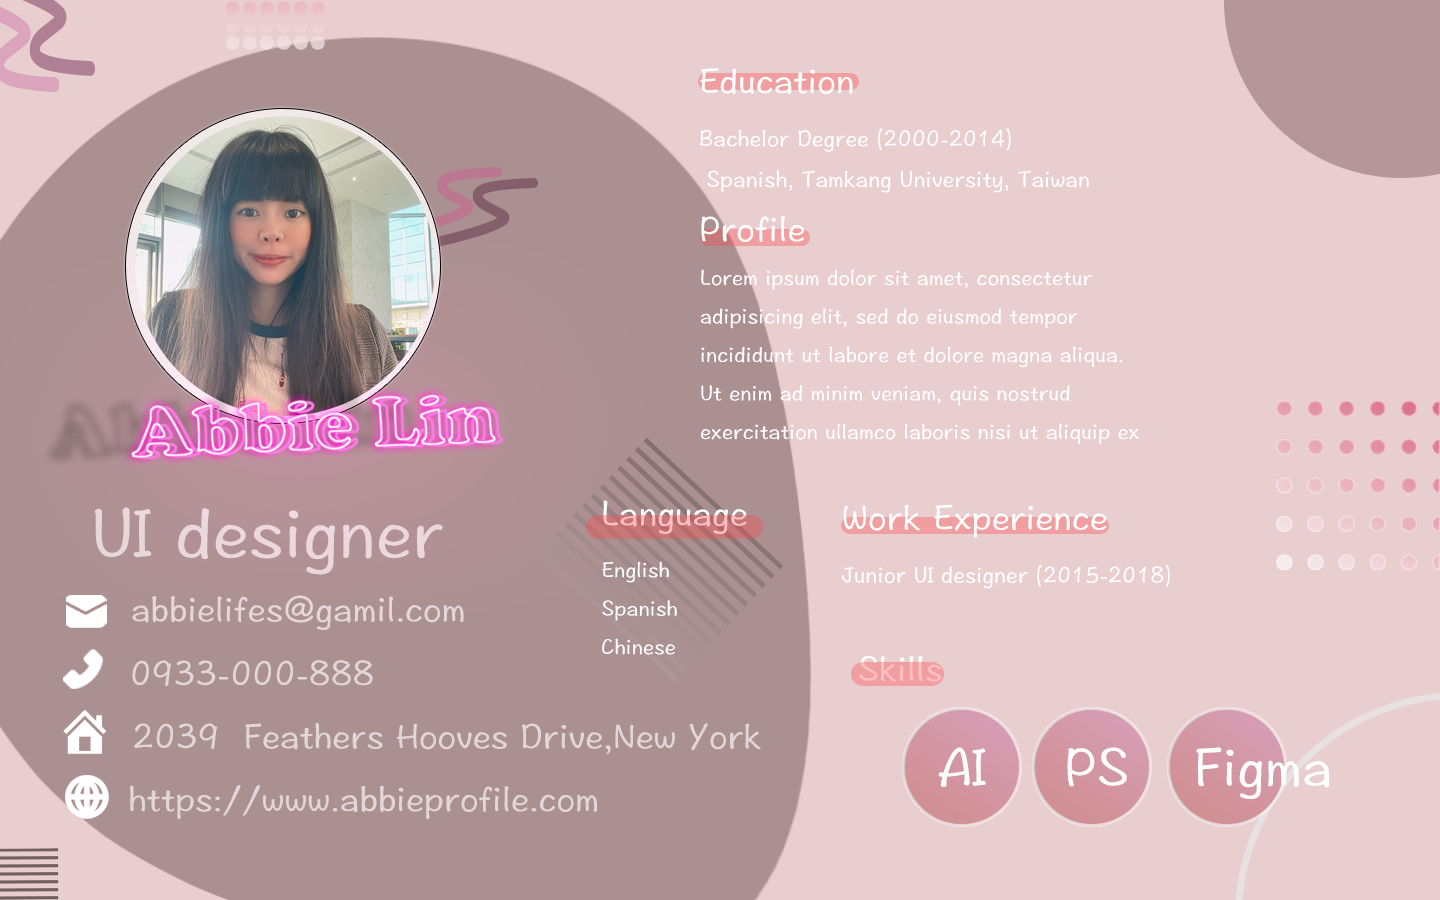 Abbie Lin
UI designer
abbielifes@gamil.com
0933-000-888
2039 Feathers Hooves Drive,New York
https://www.abbieprofile.com
Education
Bachelor Degree (2000-2014)
Spanish, Tamkang University, Taiwan
Profile
Lorem ipsum dolor sit amet, consectetur
adipisicing elit, sed do eiusmod tempor
incididunt ut labore et dolore magna aliqua.
Ut enim ad minim veniam, quis nostrud
exercitation ullamco laboris nisi ut aliquip ex
Language
English
Spanish
Chinese
Work Experience
Junior UI designer (2015-2018)
Skills
AI
PS
Figma